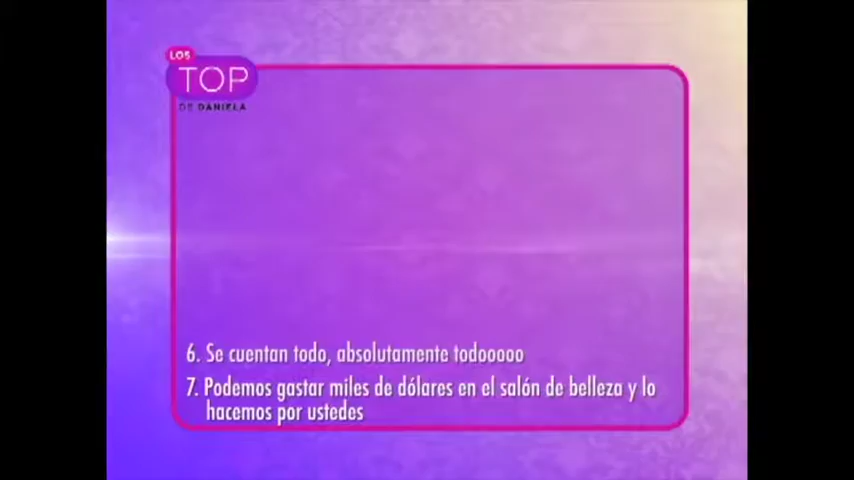 LOS
TOP
DE DANIELA
6. Se cuentan todo, absolutamente todooooo
7. Podemos gastar miles de dólares en el salón de belleza y lo
hacemos por ustedes